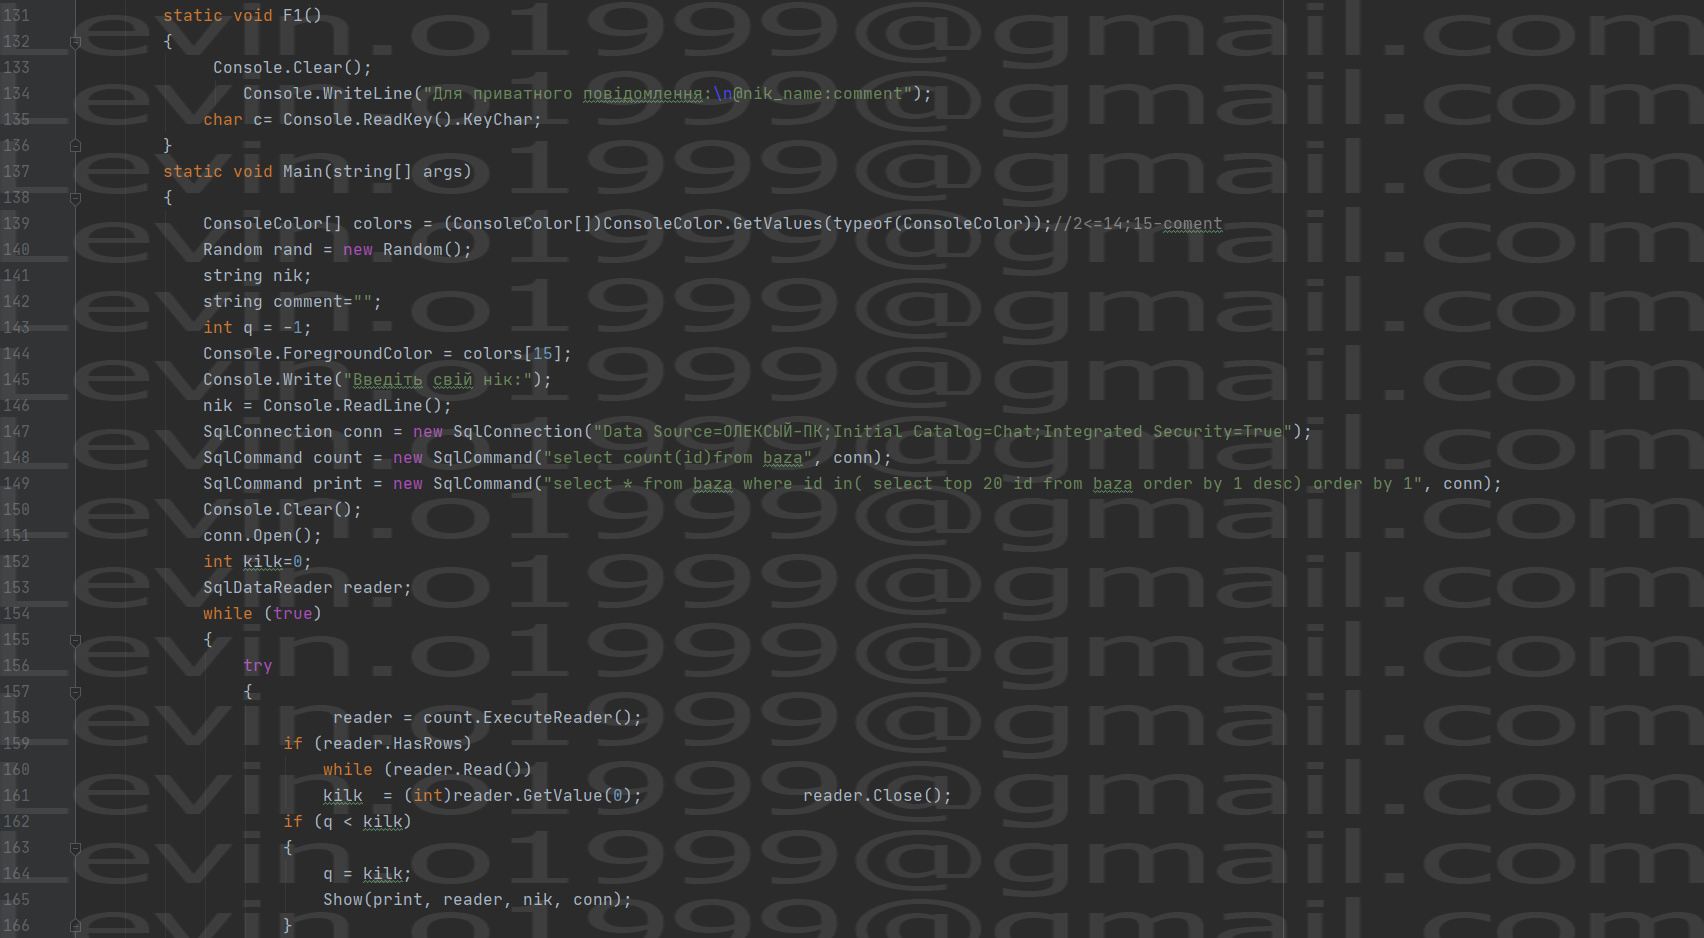 131 static void F1()
132 {
133 Console.Clear();
134 Console.WriteLine("Для приватного повідомлення:\n@nik_name:comment");
135 char c= Console.ReadKey().KeyChar;
136 }
137 static void Main(string[] args)
138 {
139 ConsoleColor[] colors = (ConsoleColor[])ConsoleColor.GetValues(typeof(ConsoleColor));//2<=14;15-coment
140 Random rand = new Random();
141 string nik;
142 string comment="";
143 int q = -1;
144 Console.ForegroundColor = colors[15];
145 Console.Write("Введіть свій нік:");
146 nik = Console.ReadLine();
147 SqlConnection conn = new SqlConnection("Data Source=ОЛЕКСЫЙ-ПК;Initial Catalog=Chat;Integrated Security=True");
148 SqlCommand count = new SqlCommand("select count(id)from baza", conn);
149 SqlCommand print = new SqlCommand("select * from baza where id in( select top 20 id from baza order by 1 desc) order by 1", conn);
150 Console.Clear();
151 conn.Open();
152 int kilk=0;
153 SqlDataReader reader;
154 while (true)
155 {
156 try
157 {
158 reader = count.ExecuteReader();
159 if (reader.HasRows)
160 while (reader.Read())
161 kilk = (int)reader.GetValue(0); reader.Close();
162 if (q < kilk)
163 {
164 q = kilk;
165 Show(print, reader, nik, conn);
166 }